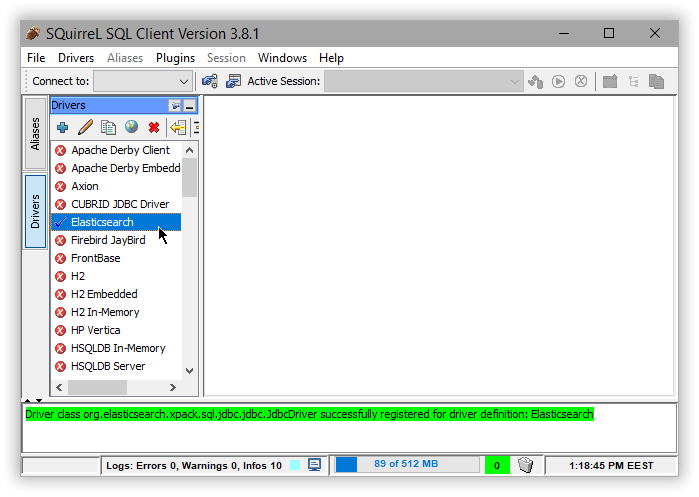 SQuirreL SQL Client Version 3.8.1
File Drivers Aliases Plugins Session Windows Help
Connect to: Active Session:
Aliases
Drivers
Drivers
Apache Derby Client
Apache Derby Embedd
Axion
CUBRID JDBC Driver
Elasticsearch
Firebird JayBird
FrontBase
H2
H2 Embedded
H2 In-Memory
HP Vertica
HSQLDB In-Memory
HSQLDB Server
Driver class org.elasticsearch.xpack.sql.jdbc.jdbc.JdbcDriver successfully registered for driver definition: Elasticsearch
Logs: Errors 0, Warnings 0, Infos 10 89 of 512 MB 0 1:18:45 PM EEST